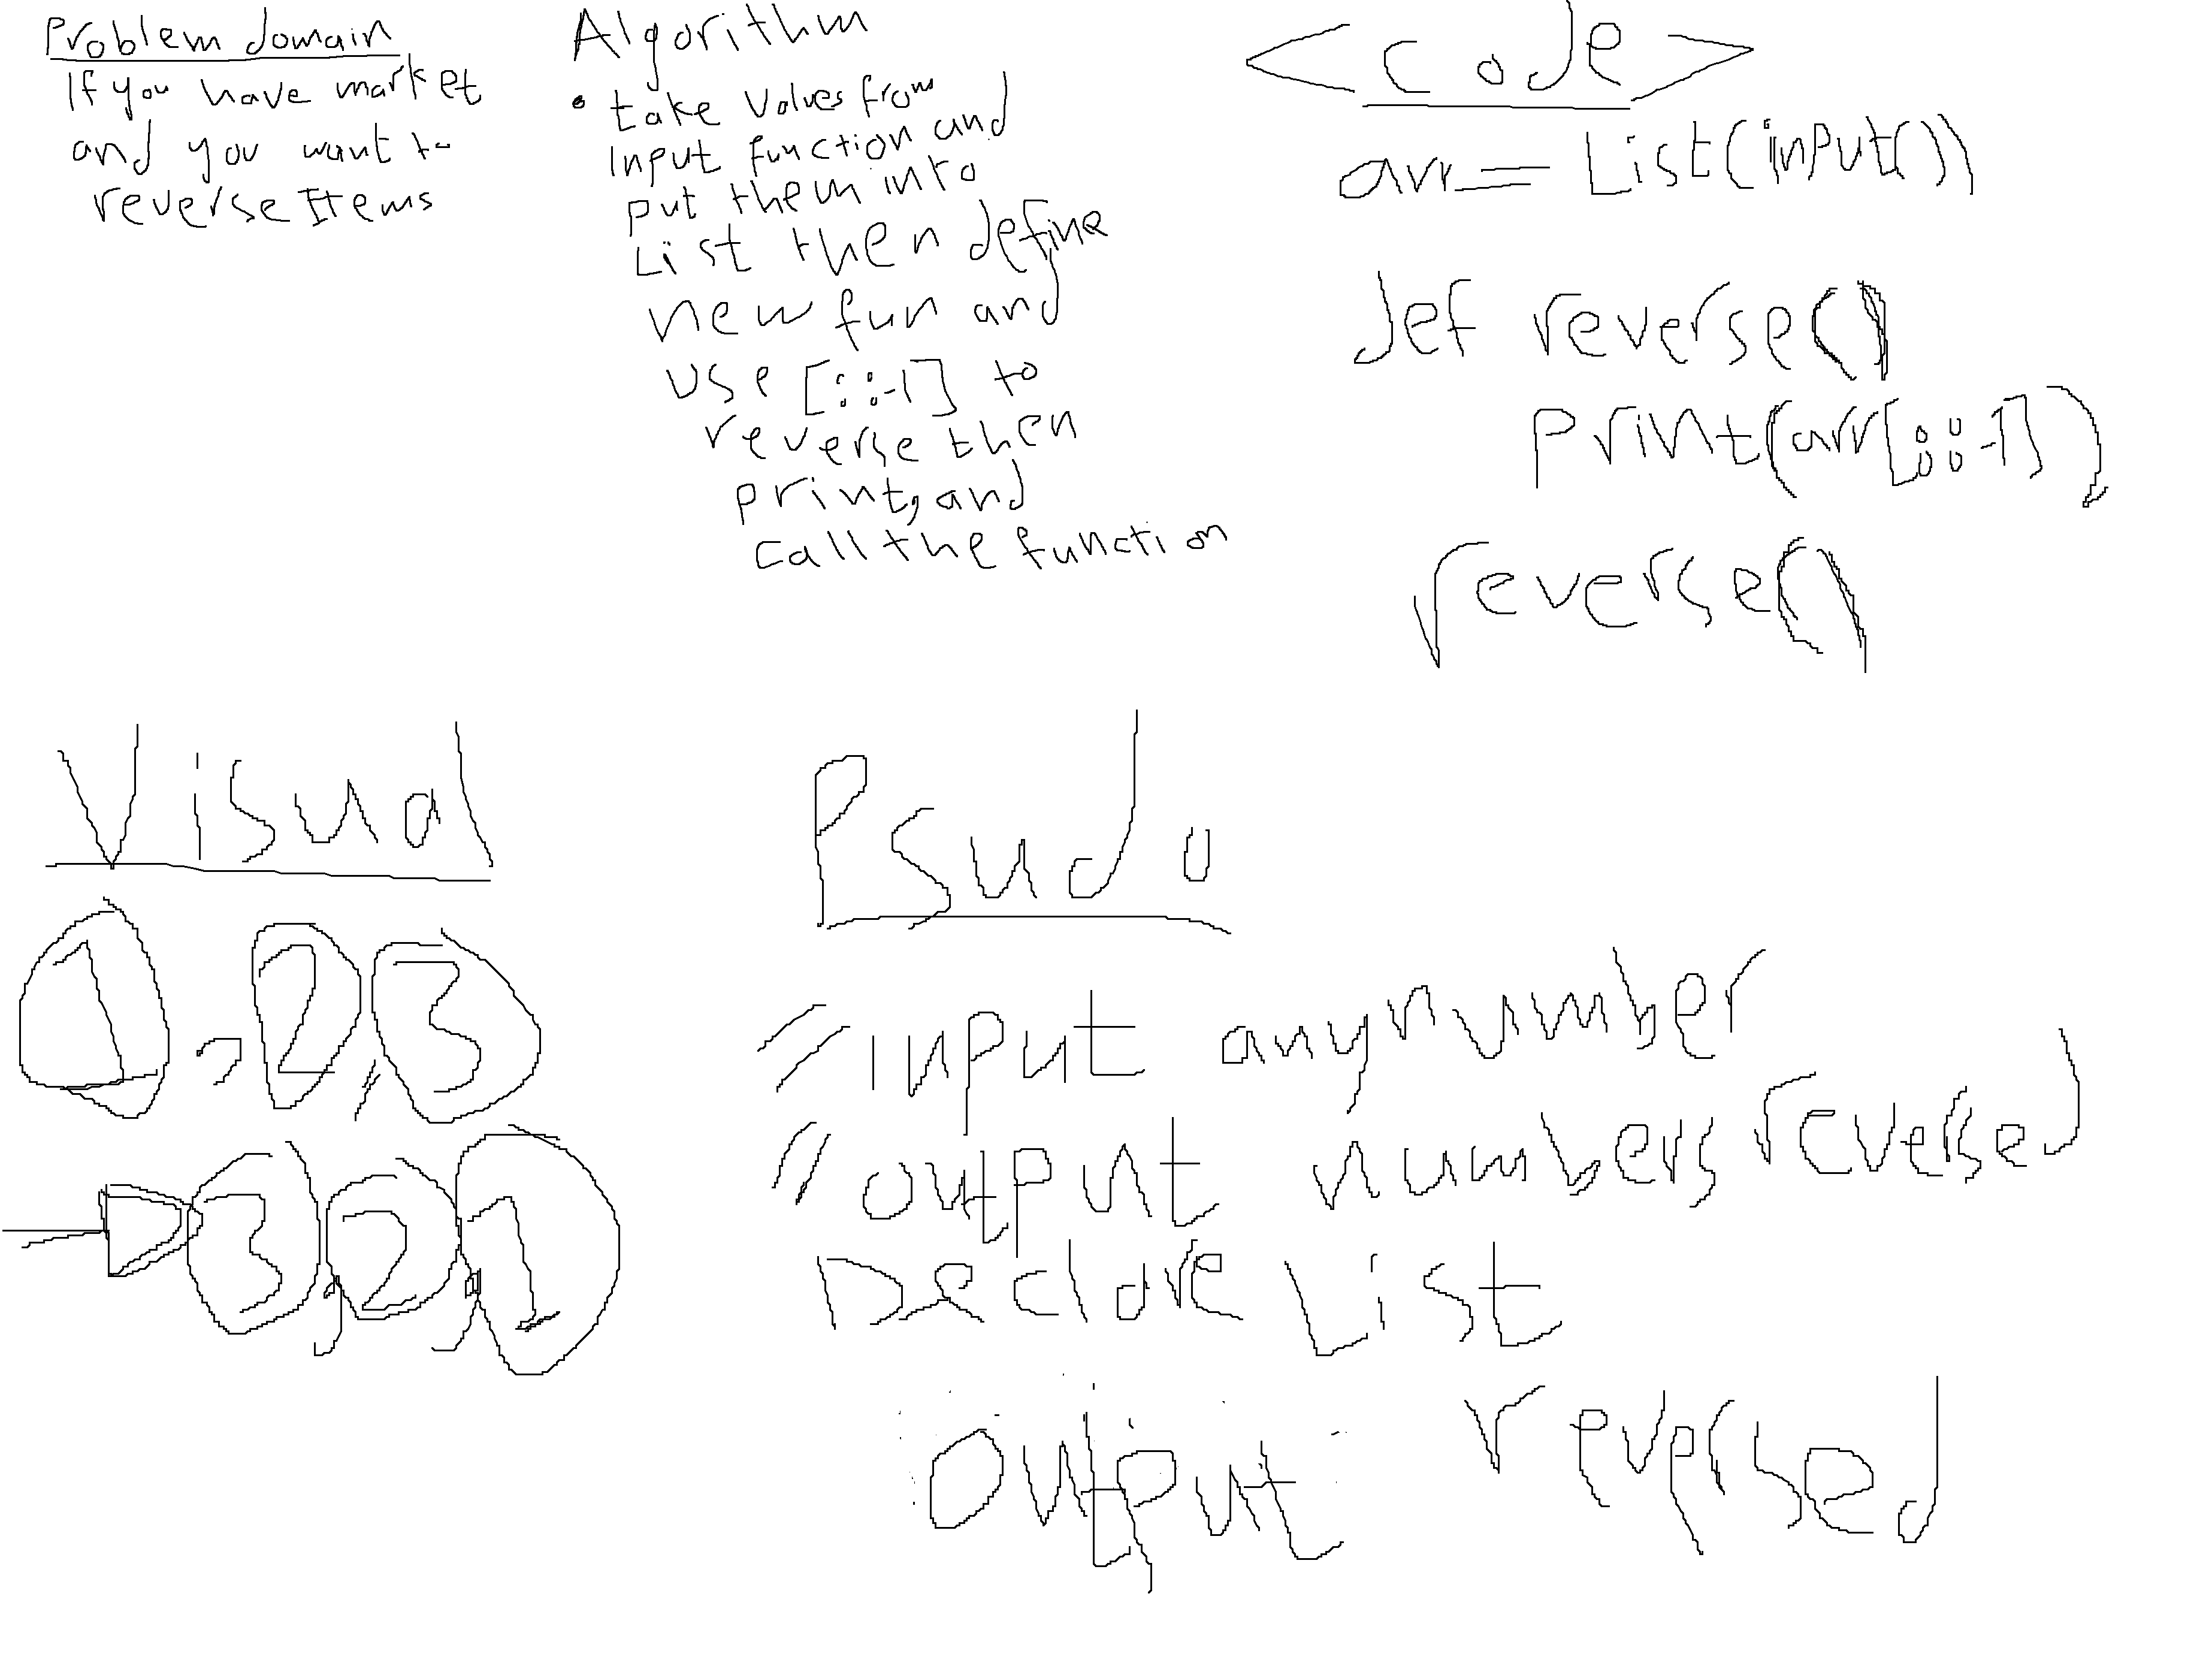 Problem domain
If you have market
and you want to
reverse Items
Algorithm
• take values from
Input function and
put them into
List then define
new fun and
use [::-1] to
reverse then
print, and
call the function
<code>
arr = List(input())
def reverse()
print(arr[::-1])
reverse()
Visual
1, 2, 3
3, 2, 1
Psudo
// input any number
// output numbers reversed
Declare List
output reversed